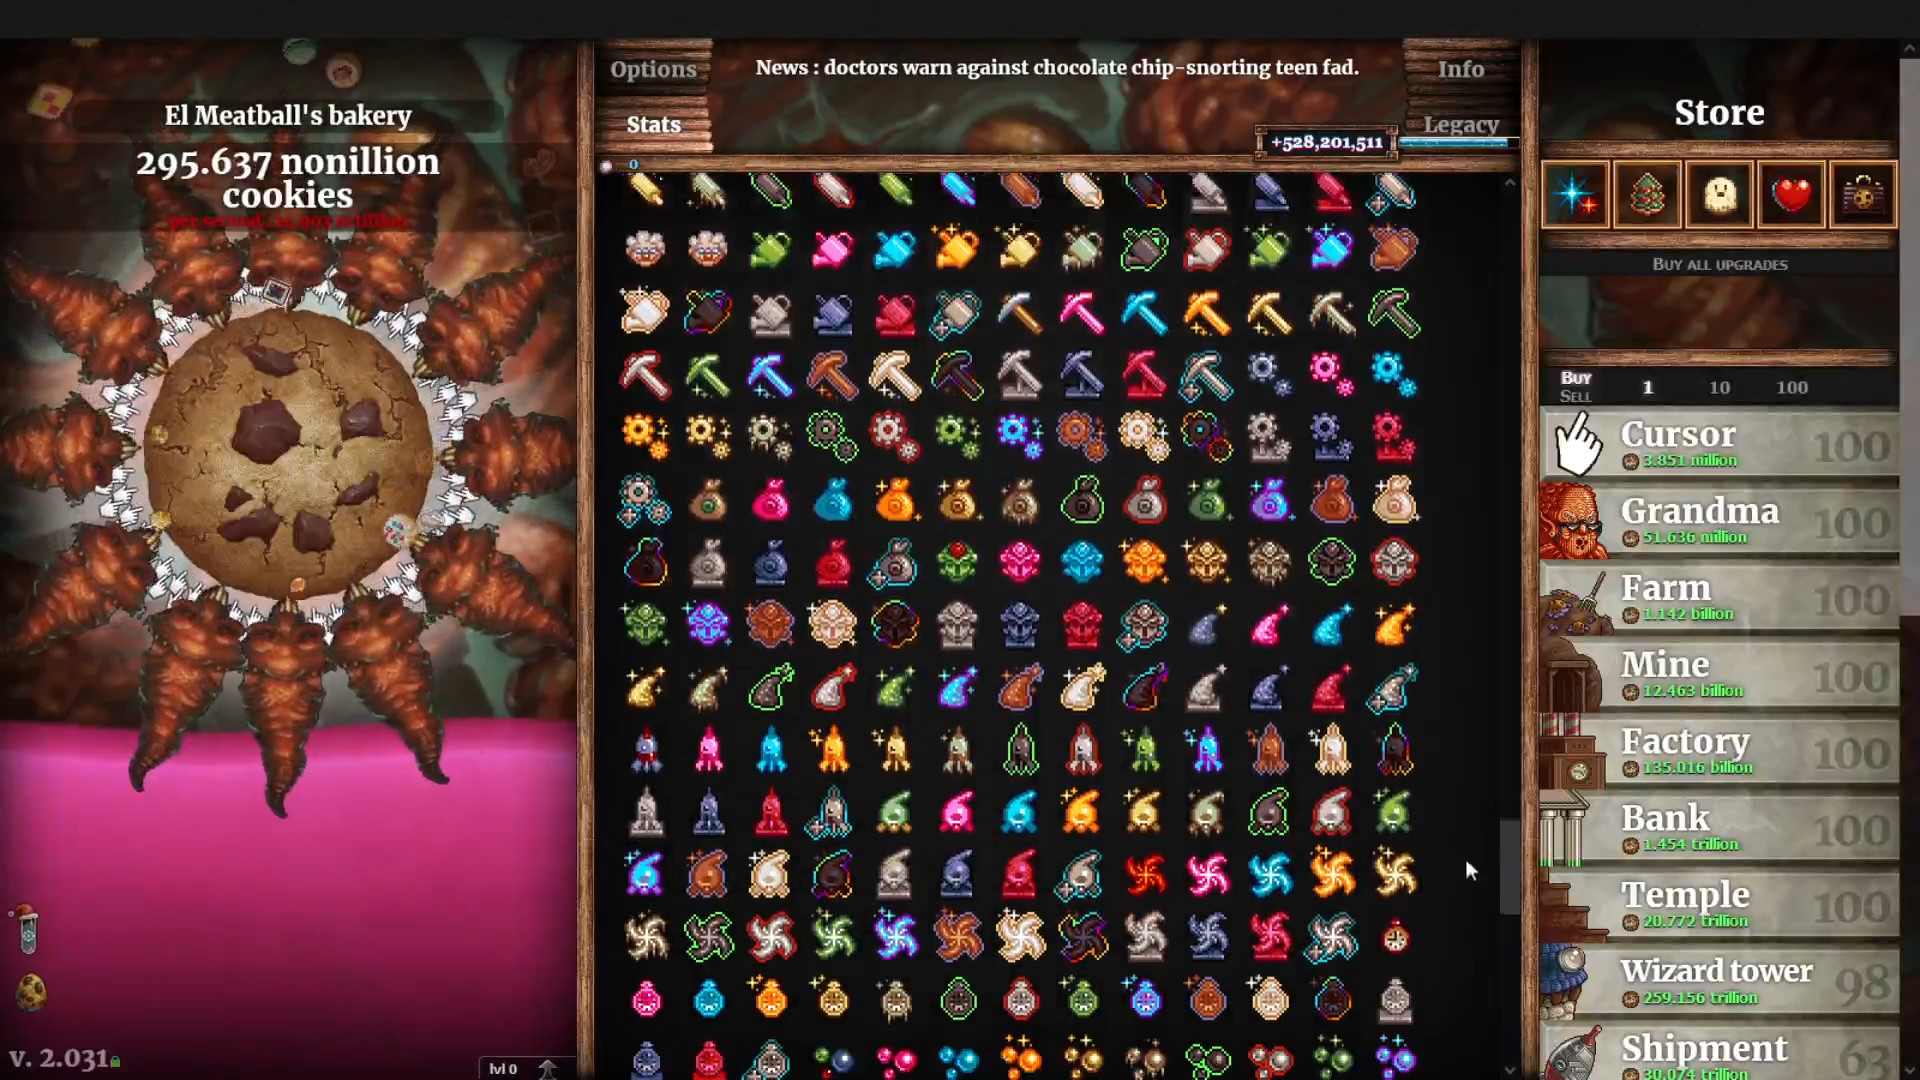 El Meatball's bakery
295.637 nonillion
cookies
v. 2.031
lvl 0
Options
Stats
News : doctors warn against chocolate chip-snorting teen fad.
Info
Legacy
+528,201,511
0
Store
BUY ALL UPGRADES
BUY
SELL
1
10
100
Cursor
3.851 million
100
Grandma
51.636 million
100
Farm
1.142 billion
100
Mine
12.463 billion
100
Factory
135.016 billion
100
Bank
1.454 trillion
100
Temple
20.772 trillion
100
Wizard tower
259.156 trillion
98
Shipment
30.074 trillion
63